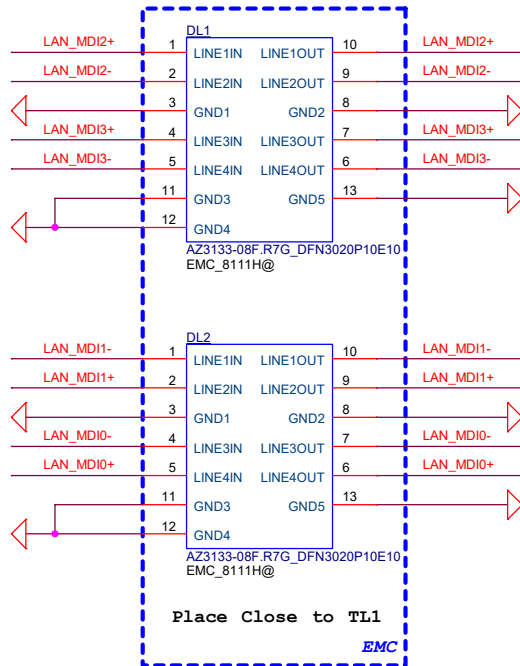 DL1
LAN_MDI2+ 1 LINE1IN LINE1OUT 10 LAN_MDI2+
LAN_MDI2- 2 LINE2IN LINE2OUT 9 LAN_MDI2-
3 GND1 GND2 8
LAN_MDI3+ 4 LINE3IN LINE3OUT 7 LAN_MDI3+
LAN_MDI3- 5 LINE4IN LINE4OUT 6 LAN_MDI3-
11 GND3 GND5 13
12 GND4
AZ3133-08F.R7G_DFN3020P10E10
EMC_8111H@
DL2
LAN_MDI1- 1 LINE1IN LINE1OUT 10 LAN_MDI1-
LAN_MDI1+ 2 LINE2IN LINE2OUT 9 LAN_MDI1+
3 GND1 GND2 8
LAN_MDI0- 4 LINE3IN LINE3OUT 7 LAN_MDI0-
LAN_MDI0+ 5 LINE4IN LINE4OUT 6 LAN_MDI0+
11 GND3 GND5 13
12 GND4
AZ3133-08F.R7G_DFN3020P10E10
EMC_8111H@
Place Close to TL1
EMC